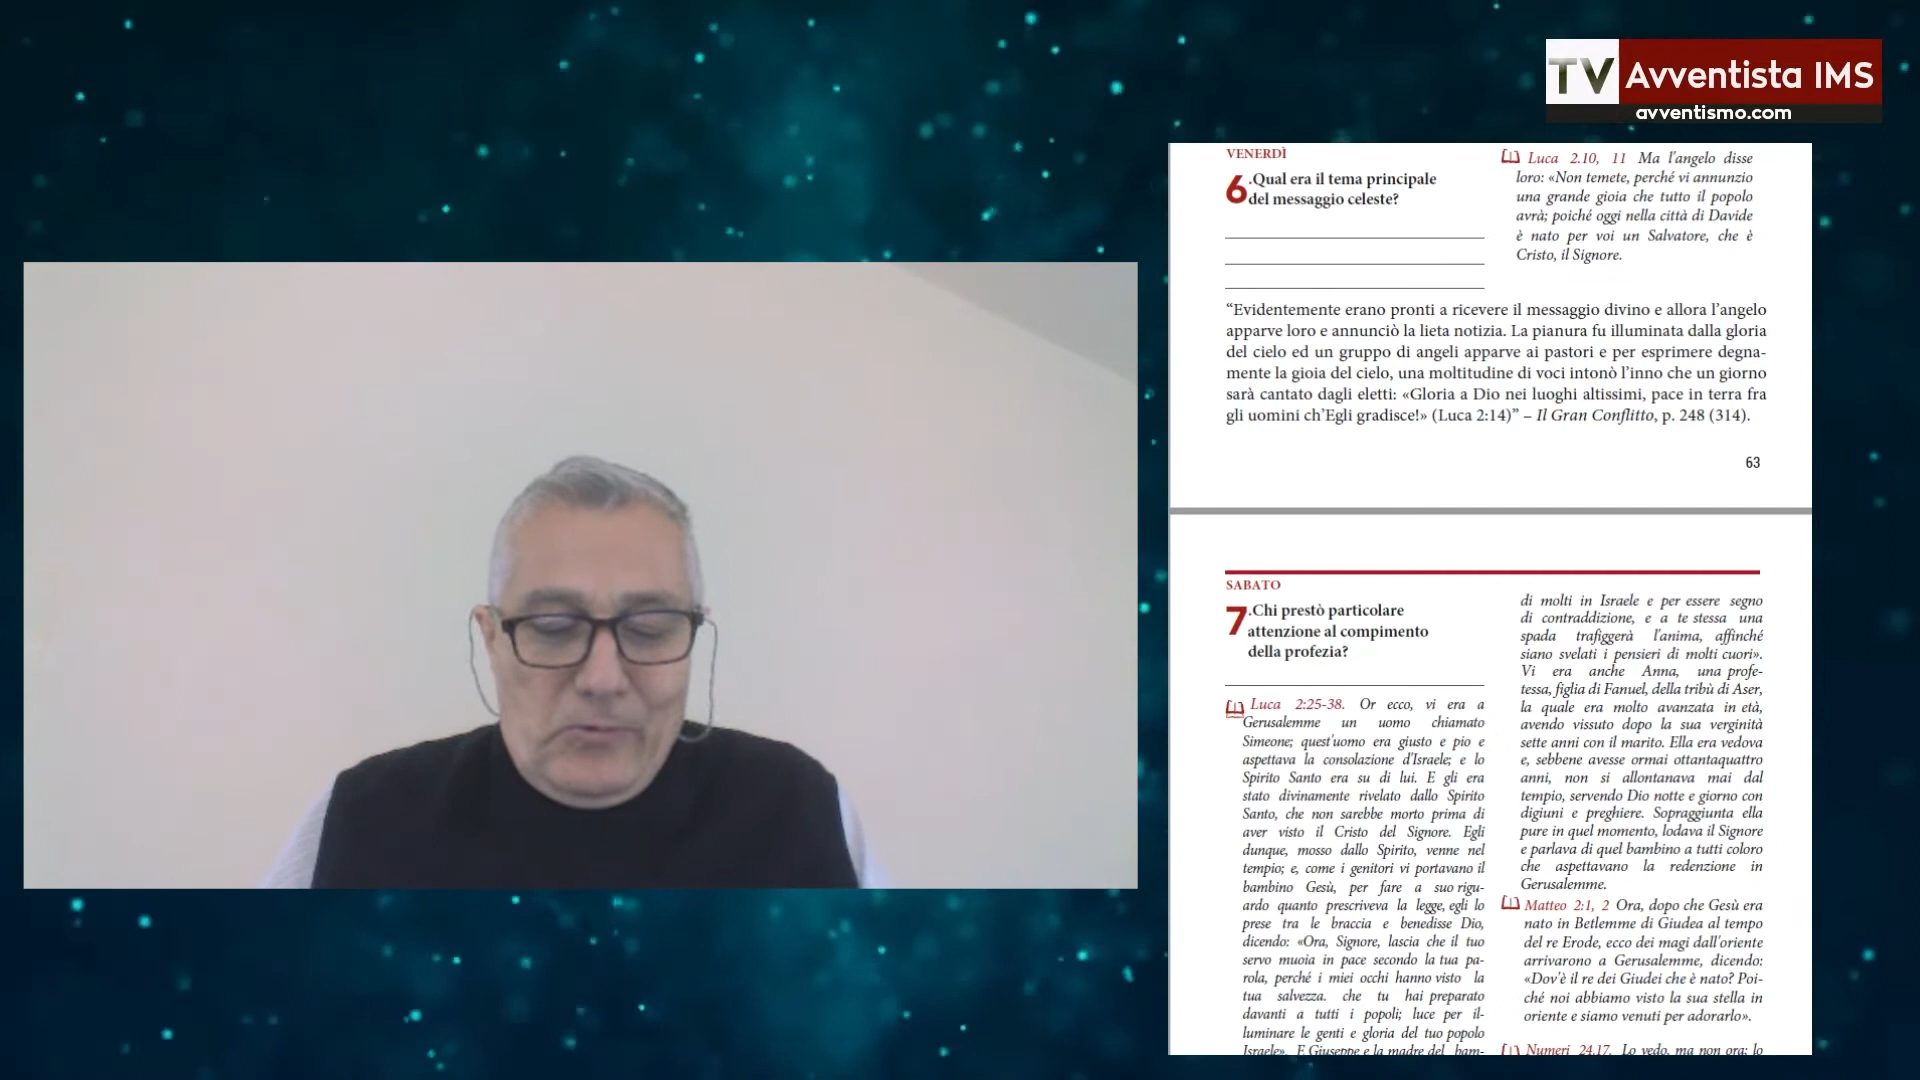 TV Avventista IMS
avventismo.com
VENERDÌ
6.Qual era il tema principale
del messaggio celeste?
Luca 2.10, 11 Ma l'angelo disse
loro: «Non temete, perché vi annunzio
una grande gioia che tutto il popolo
avrà; poiché oggi nella città di Davide
è nato per voi un Salvatore, che è
Cristo, il Signore.
“Evidentemente erano pronti a ricevere il messaggio divino e allora l’angelo
apparve loro e annunciò la lieta notizia. La pianura fu illuminata dalla gloria
del cielo ed un gruppo di angeli apparve ai pastori e per esprimere degna-
mente la gioia del cielo, una moltitudine di voci intonò l’inno che un giorno
sarà cantato dagli eletti: «Gloria a Dio nei luoghi altissimi, pace in terra fra
gli uomini ch’Egli gradisce!» (Luca 2:14)” – Il Gran Conflitto, p. 248 (314).
63
SABATO
7.Chi prestò particolare
attenzione al compimento
della profezia?
Luca 2:25-38. Or ecco, vi era a
Gerusalemme un uomo chiamato
Simeone; quest'uomo era giusto e pio e
aspettava la consolazione d'Israele; e lo
Spirito Santo era su di lui. E gli era
stato divinamente rivelato dallo Spirito
Santo, che non sarebbe morto prima di
aver visto il Cristo del Signore. Egli
dunque, mosso dallo Spirito, venne nel
tempio; e, come i genitori vi portavano il
bambino Gesù, per fare a suo rigu-
ardo quanto prescriveva la legge, egli lo
prese tra le braccia e benedisse Dio,
dicendo: «Ora, Signore, lascia che il tuo
servo muoia in pace secondo la tua pa-
rola, perché i miei occhi hanno visto la
tua salvezza. che tu hai preparato
davanti a tutti i popoli; luce per il-
luminare le genti e gloria del tuo popolo
Israele». E Giuseppe e la madre del bam-
di molti in Israele e per essere segno
di contraddizione, e a te stessa una
spada trafiggerà l'anima, affinché
siano svelati i pensieri di molti cuori».
Vi era anche Anna, una profe-
tessa, figlia di Fanuel, della tribù di Aser,
la quale era molto avanzata in età,
avendo vissuto dopo la sua verginità
sette anni con il marito. Ella era vedova
e, sebbene avesse ormai ottantaquattro
anni, non si allontanava mai dal
tempio, servendo Dio notte e giorno con
digiuni e preghiere. Sopraggiunta ella
pure in quel momento, lodava il Signore
e parlava di quel bambino a tutti coloro
che aspettavano la redenzione in
Gerusalemme.
Matteo 2:1, 2 Ora, dopo che Gesù era
nato in Betlemme di Giudea al tempo
del re Erode, ecco dei magi dall'oriente
arrivarono a Gerusalemme, dicendo:
«Dov'è il re dei Giudei che è nato? Poi-
ché noi abbiamo visto la sua stella in
oriente e siamo venuti per adorarlo».
Numeri 24.17. Lo vedo, ma non ora; lo